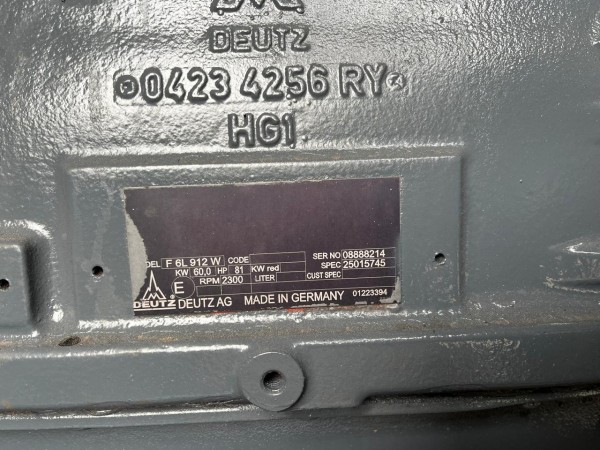 DEUTZ
0423 4256 RY
HG1
DEL F 6L 912 W CODE SER NO 08888214
KW 60,0 HP 81 KW red SPEC 25015745
E RPM 2300 LITER CUST SPEC
DEUTZ DEUTZ AG MADE IN GERMANY 01223394